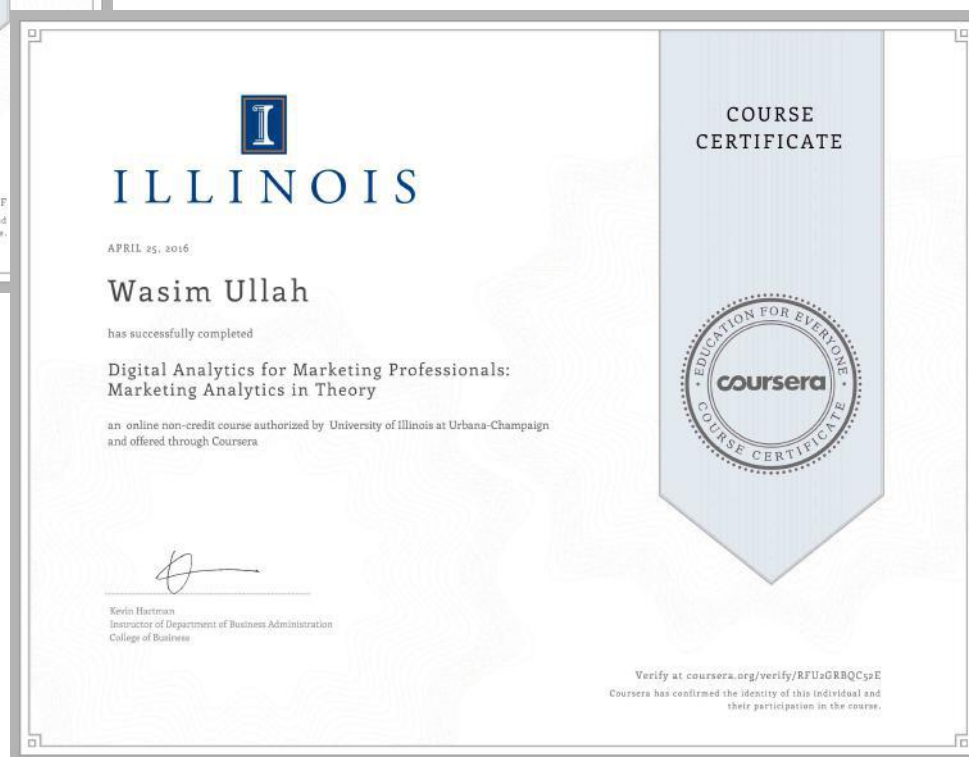 ILLINOIS
APRIL 25, 2016
Wasim Ullah
has successfully completed
Digital Analytics for Marketing Professionals:
Marketing Analytics in Theory
an online non-credit course authorized by University of Illinois at Urbana-Champaign
and offered through Coursera
Kevin Hartman
Instructor of Department of Business Administration
College of Business
COURSE
CERTIFICATE
EDUCATION FOR EVERYONE
coursera
COURSE CERTIFICATE
Verify at coursera.org/verify/RFU2GRBQC52E
Coursera has confirmed the identity of this individual and
their participation in the course.